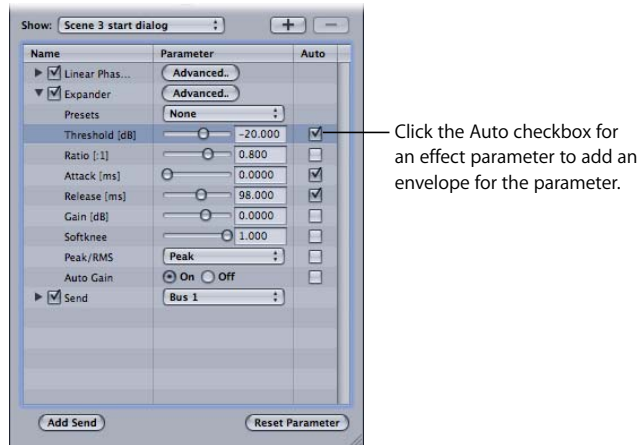 Show: Scene 3 start dialog
+ −
Name Parameter Auto
Linear Phas... Advanced..
Expander Advanced..
Presets None
Threshold [dB] -20.000
Ratio [:1] 0.800
Attack [ms] 0.0000
Release [ms] 98.000
Gain [dB] 0.0000
Softknee 1.000
Peak/RMS Peak
Auto Gain On Off
Send Bus 1
Add Send Reset Parameter
Click the Auto checkbox for
an effect parameter to add an
envelope for the parameter.